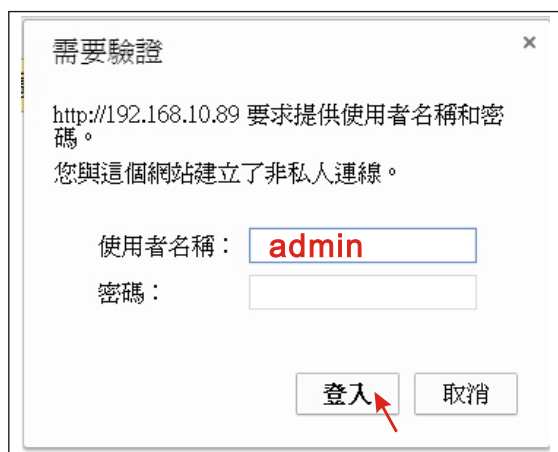 需要驗證
×
http://192.168.10.89 要求提供使用者名稱和密
碼。
您與這個網站建立了非私人連線。
使用者名稱： admin
密碼：
登入 取消